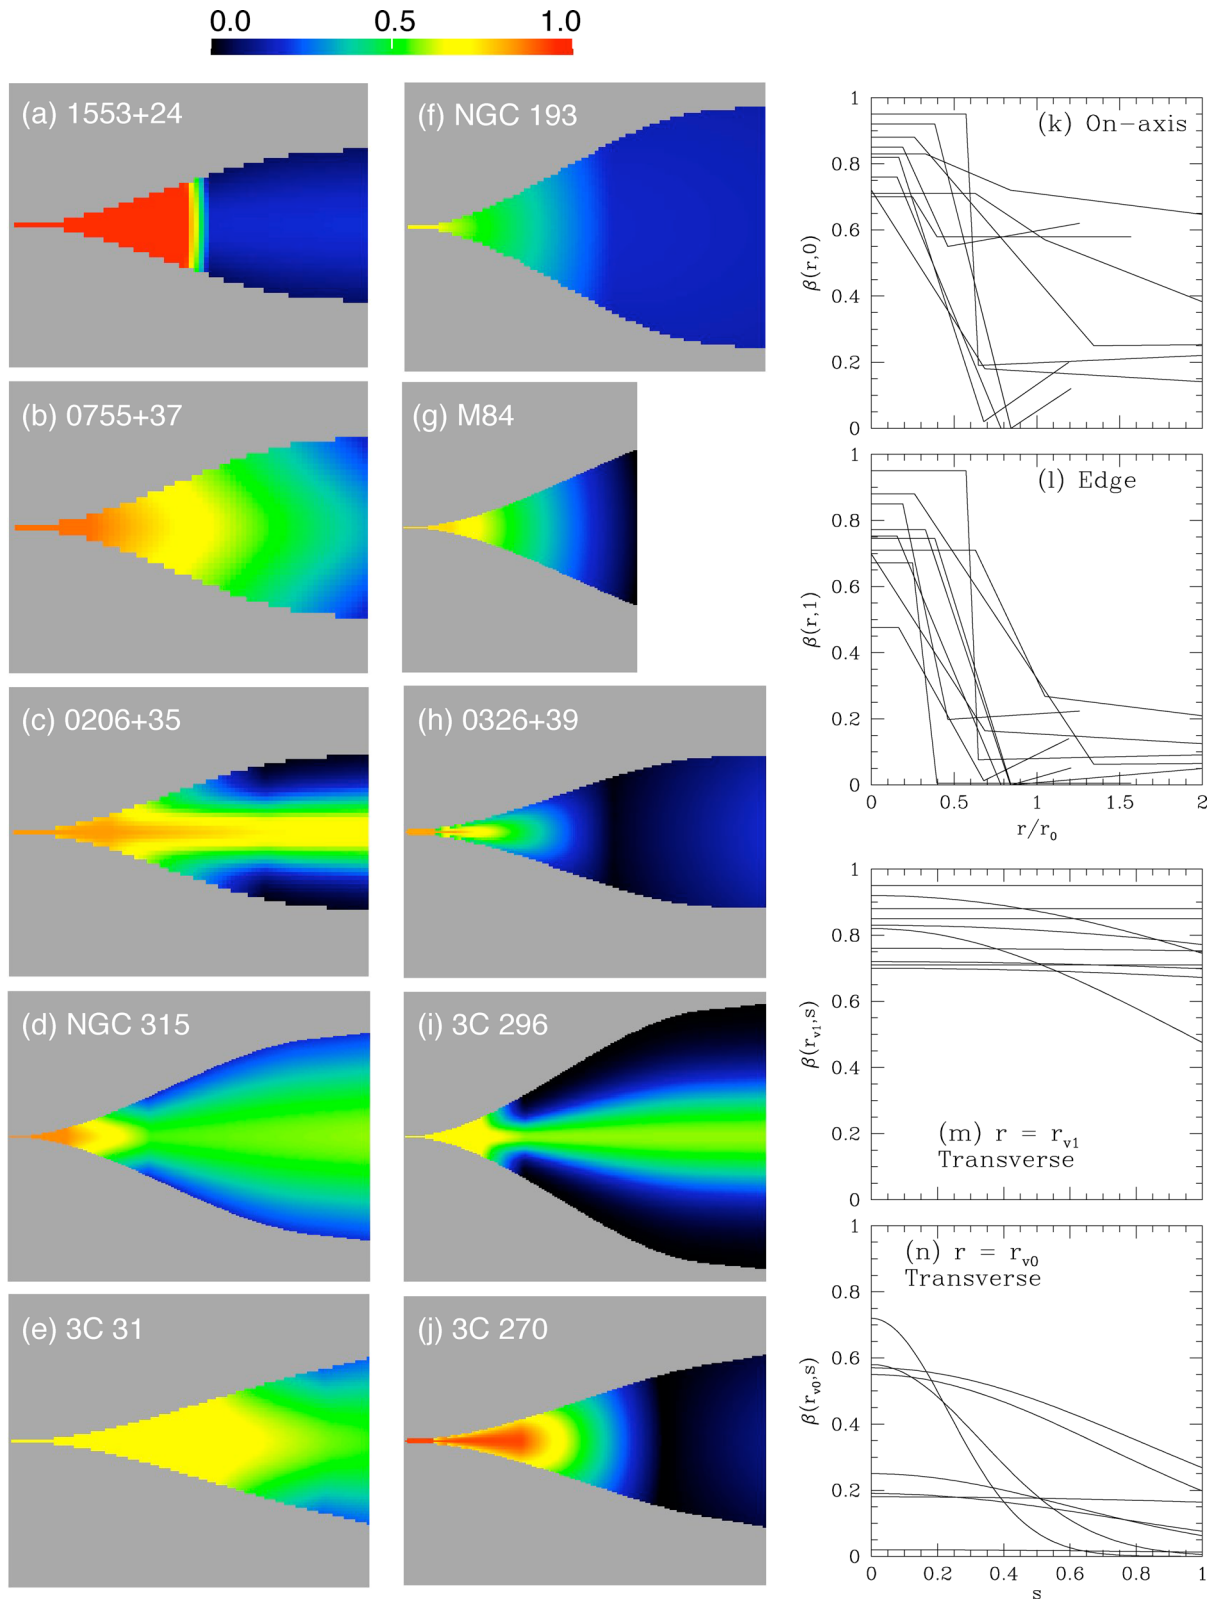 0.0 0.5 1.0
(a) 1553+24
(b) 0755+37
(c) 0206+35
(d) NGC 315
(e) 3C 31
(f) NGC 193
(g) M84
(h) 0326+39
(i) 3C 296
(j) 3C 270
(k) On-axis
β(r,0)
1
0.8
0.6
0.4
0.2
0
(l) Edge
β(r,1)
1
0.8
0.6
0.4
0.2
0
0 0.5 1 1.5 2
r/r₀
(m) r = rᵥ₁
Transverse
β(rᵥ₁,s)
1
0.8
0.6
0.4
0.2
0
(n) r = rᵥ₀
Transverse
β(rᵥ₀,s)
1
0.8
0.6
0.4
0.2
0
0 0.2 0.4 0.6 0.8 1
s